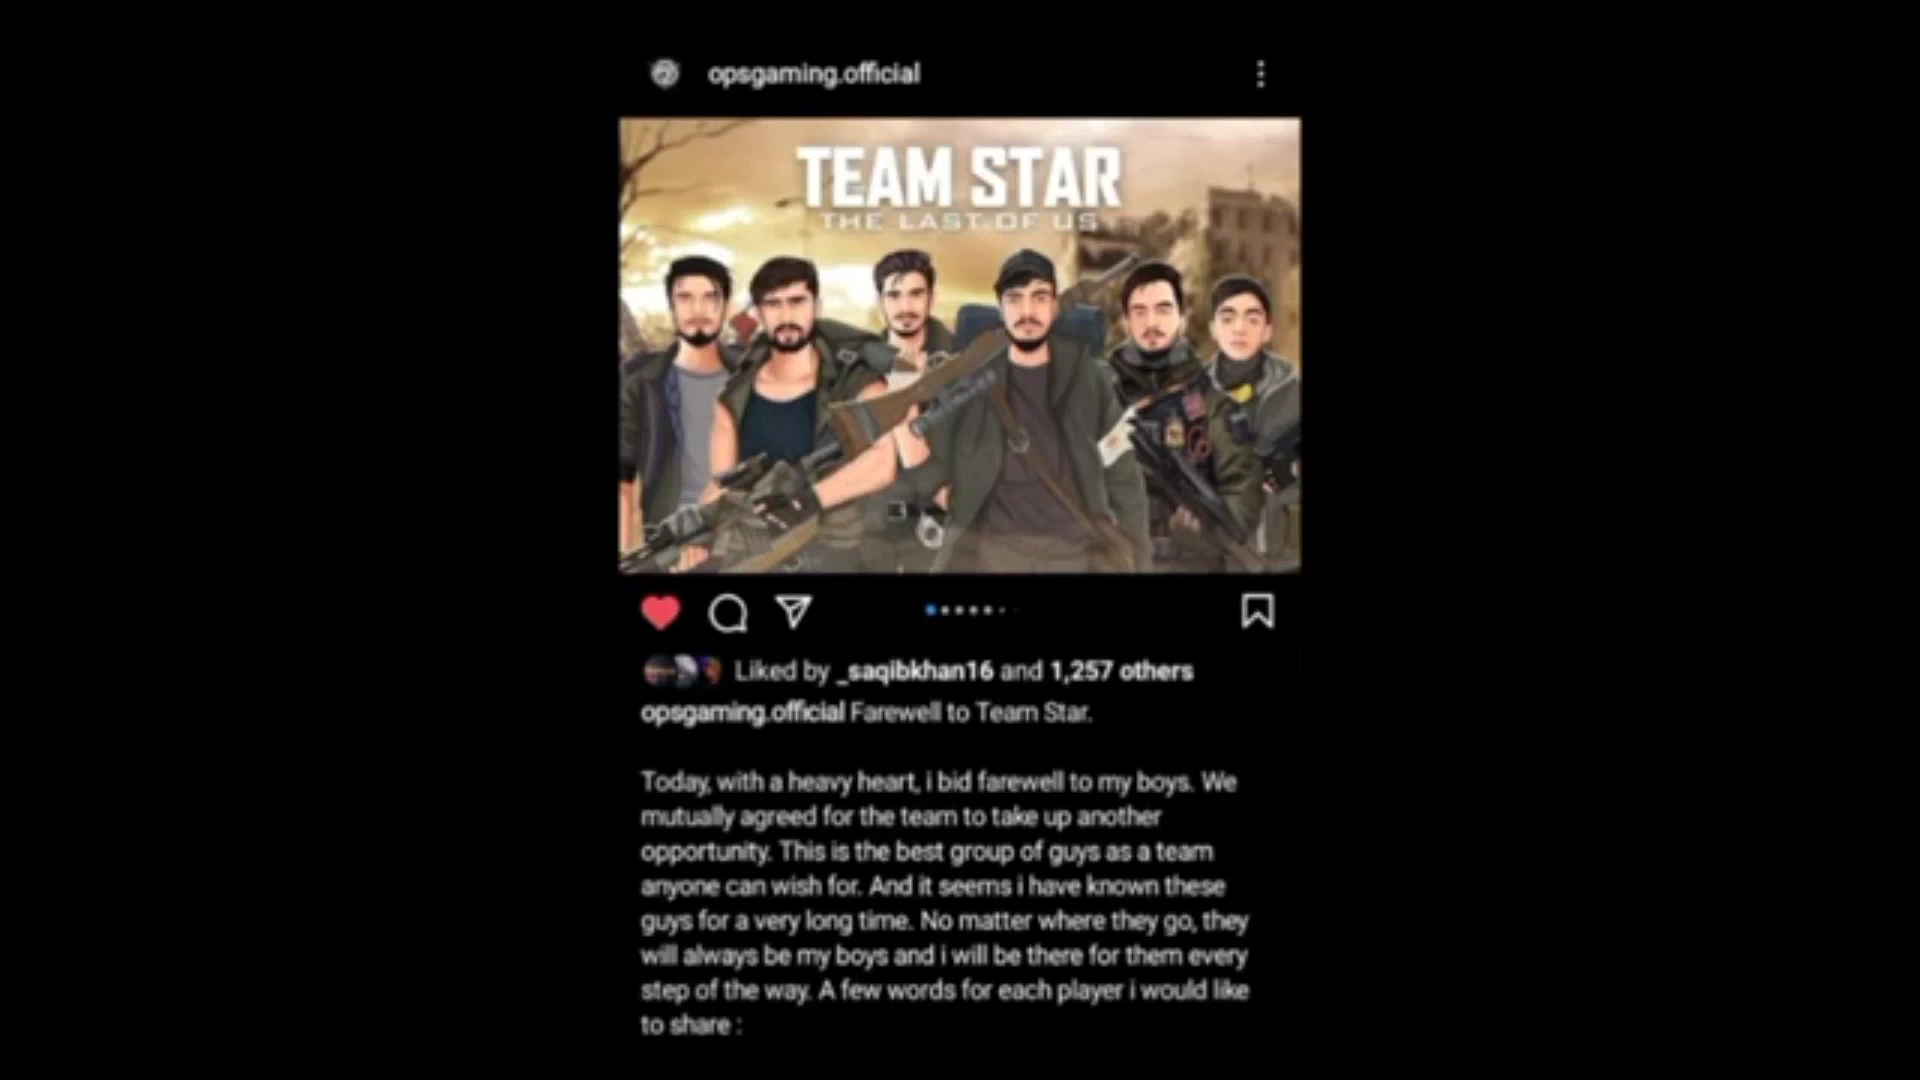 opsgaming.official
TEAM STAR
THE LAST OF US
Liked by _saqibkhan16 and 1,257 others
opsgaming.official Farewell to Team Star.
Today, with a heavy heart, i bid farewell to my boys. We
mutually agreed for the team to take up another
opportunity. This is the best group of guys as a team
anyone can wish for. And it seems i have known these
guys for a very long time. No matter where they go, they
will always be my boys and i will be there for them every
step of the way. A few words for each player i would like
to share :